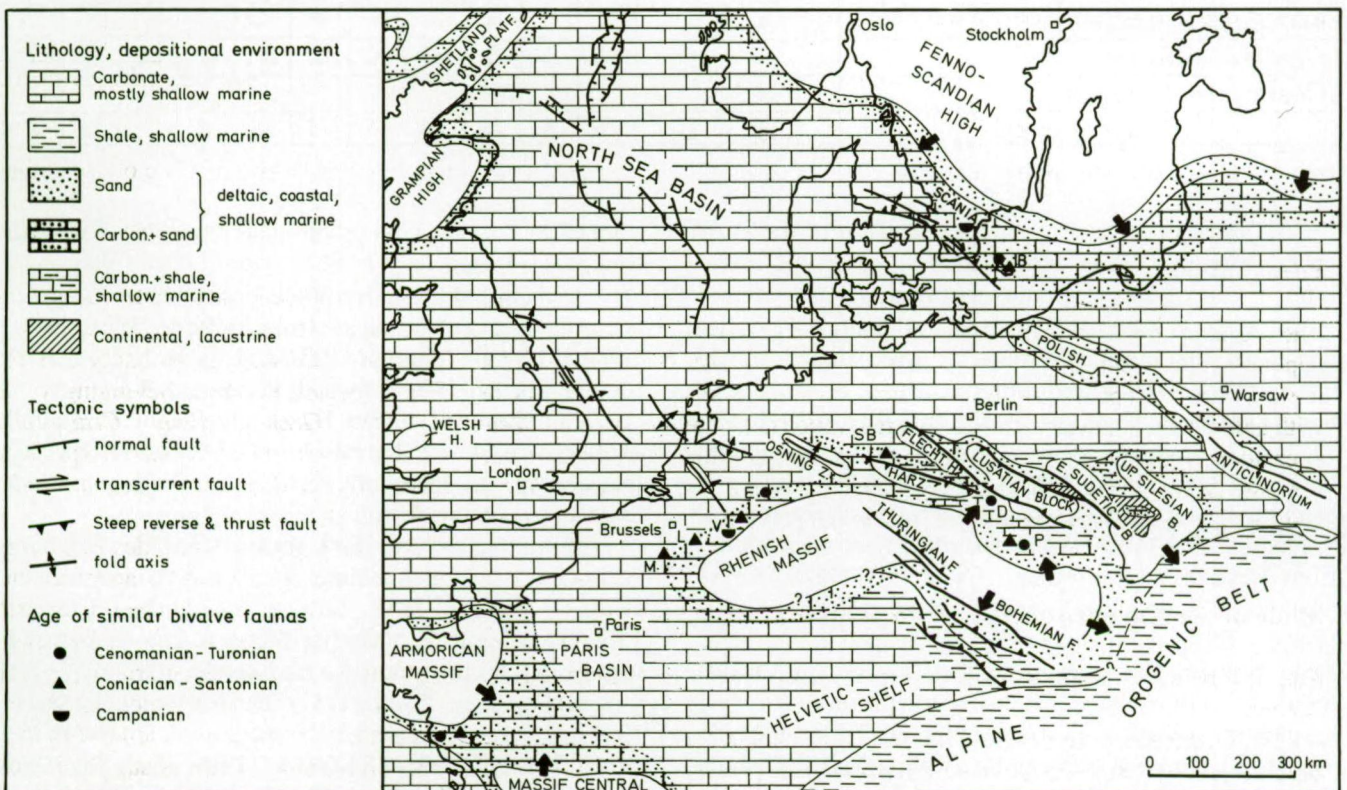 Lithology, depositional environment
Carbonate,
mostly shallow marine
Shale, shallow marine
Sand
Carbon. sand
deltaic, coastal,
shallow marine
Carbon. shale,
shallow marine
Continental, lacustrine
Tectonic symbols
normal fault
transcurrent fault
Steep reverse & thrust fault
fold axis
Age of similar bivalve faunas
Cenomanian - Turonian
Coniacian - Santonian
Campanian
SHETLAND
PLATF.
Oslo
Stockholm
FENNO-
SCANDIAN
HIGH
GRAMPIAN
HIGH
NORTH SEA BASIN
SCANIA
B
POLISH
ANTICLINORIUM
Warsaw
Berlin
WELSH
H. I.
London
SB
FLECHT. H.
OSNING Z.
HARZ
LUSATIAN BLOCK
E. SUDETIC B.
UP. SILESIAN
B.
E
D
P
Brussels
L
V
M
RHENISH
MASSIF
THURINGIAN F.
?
?
BOHEMIAN F.
?
?
Paris
PARIS
BASIN
ARMORICAN
MASSIF
HELVETIC SHELF
ALPINE
OROGENIC BELT
MASSIF CENTRAL
0 100 200 300 km